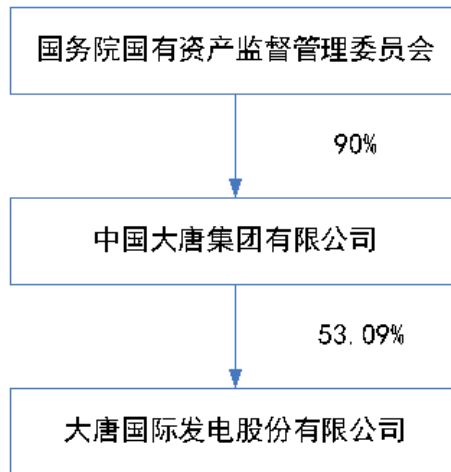 国务院国有资产监督管理委员会
90%
中国大唐集团有限公司
53.09%
大唐国际发电股份有限公司